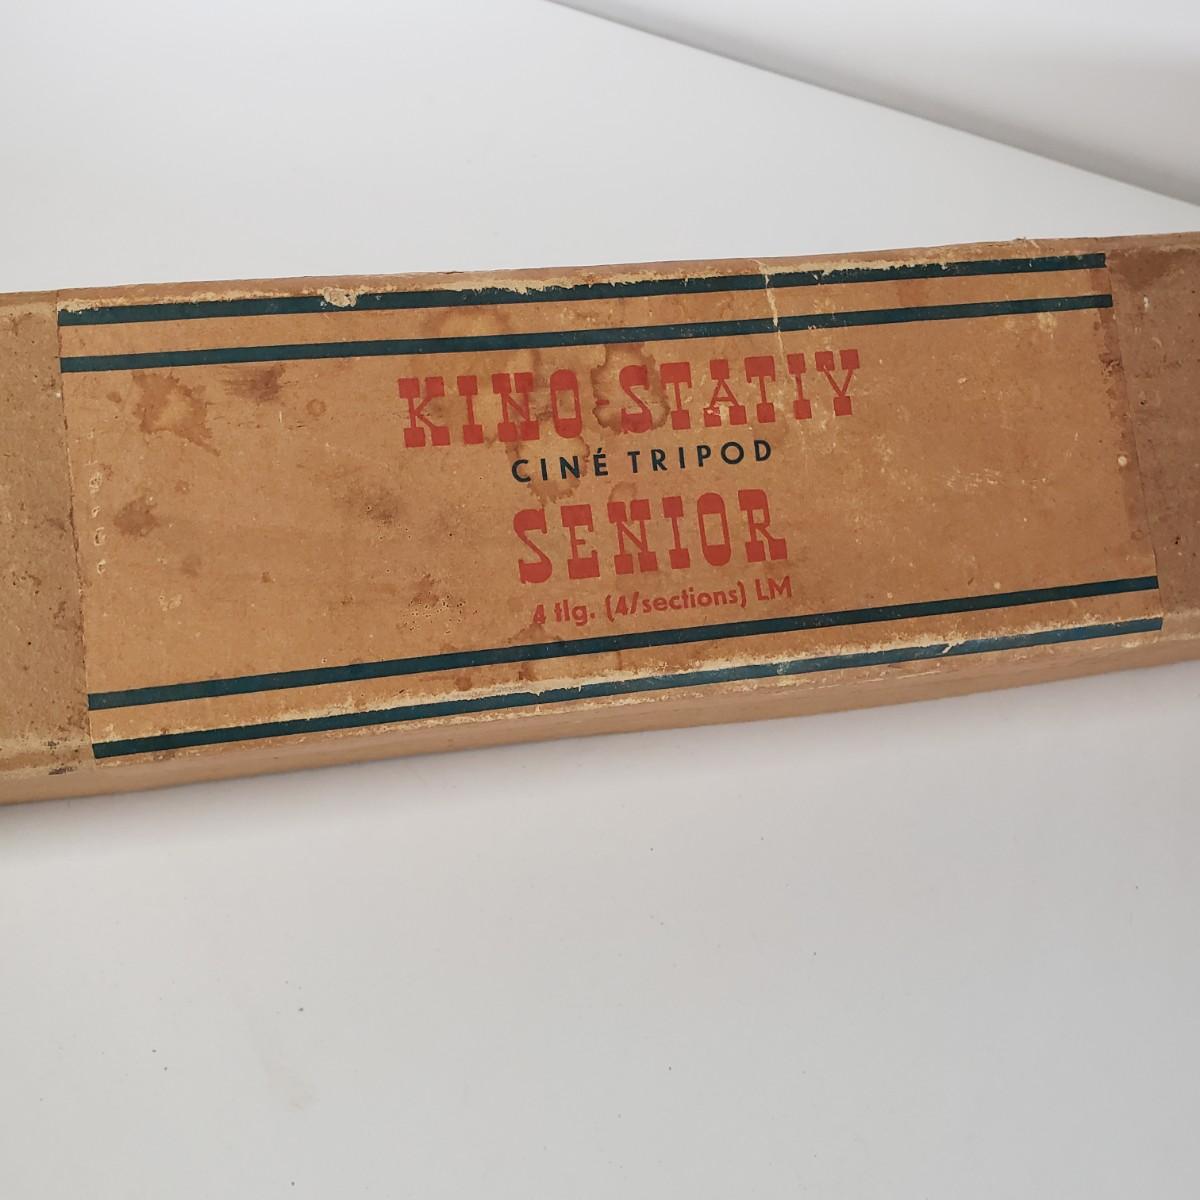 KINO-STATIV
CINÉ TRIPOD
SENIOR
4 tlg. (4/sections) LM